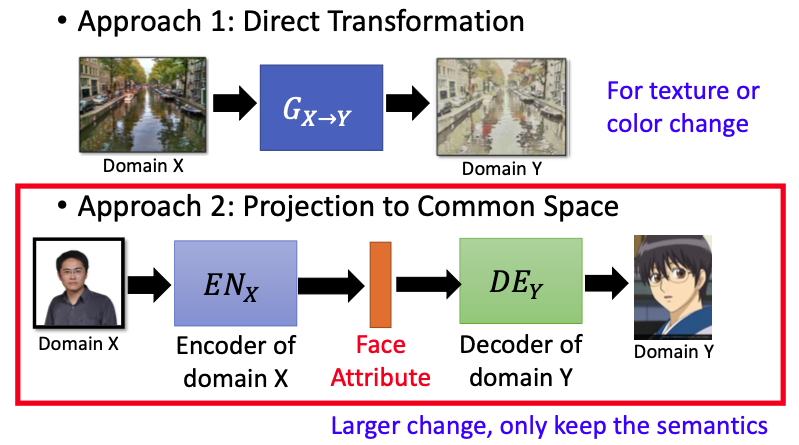 • Approach 1: Direct Transformation
G_{X→Y}
For texture or
color change
Domain X
Domain Y
• Approach 2: Projection to Common Space
EN_X
DE_Y
Domain X
Encoder of
domain X
Face
Attribute
Decoder of
domain Y
Domain Y
Larger change, only keep the semantics